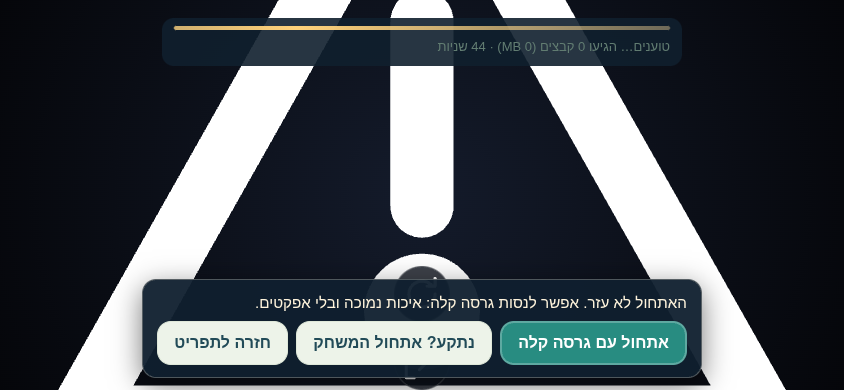 טוענים… הגיעו 0 קבצים (0 MB) · 44 שניות
האתחול לא עזר. אפשר לנסות גרסה קלה: איכות נמוכה ובלי אפקטים.
אתחול עם גרסה קלה
נתקע? אתחול המשחק
חזרה לתפריט